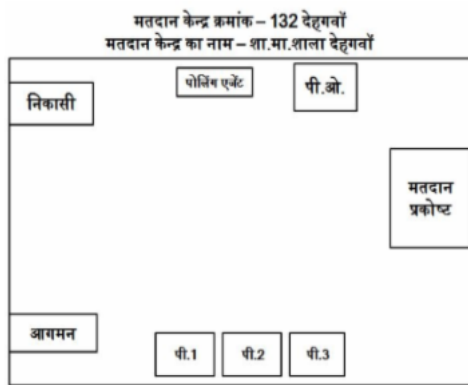 मतदान केन्द्र क्रमांक – 132 देहगवाँ
मतदान केन्द्र का नाम – शा.मा.शाला देहगवाँ
पोलिंग एजेंट
पी.ओ.
निकासी
मतदान
प्रकोष्ट
आगमन
पी.1
पी.2
पी.3